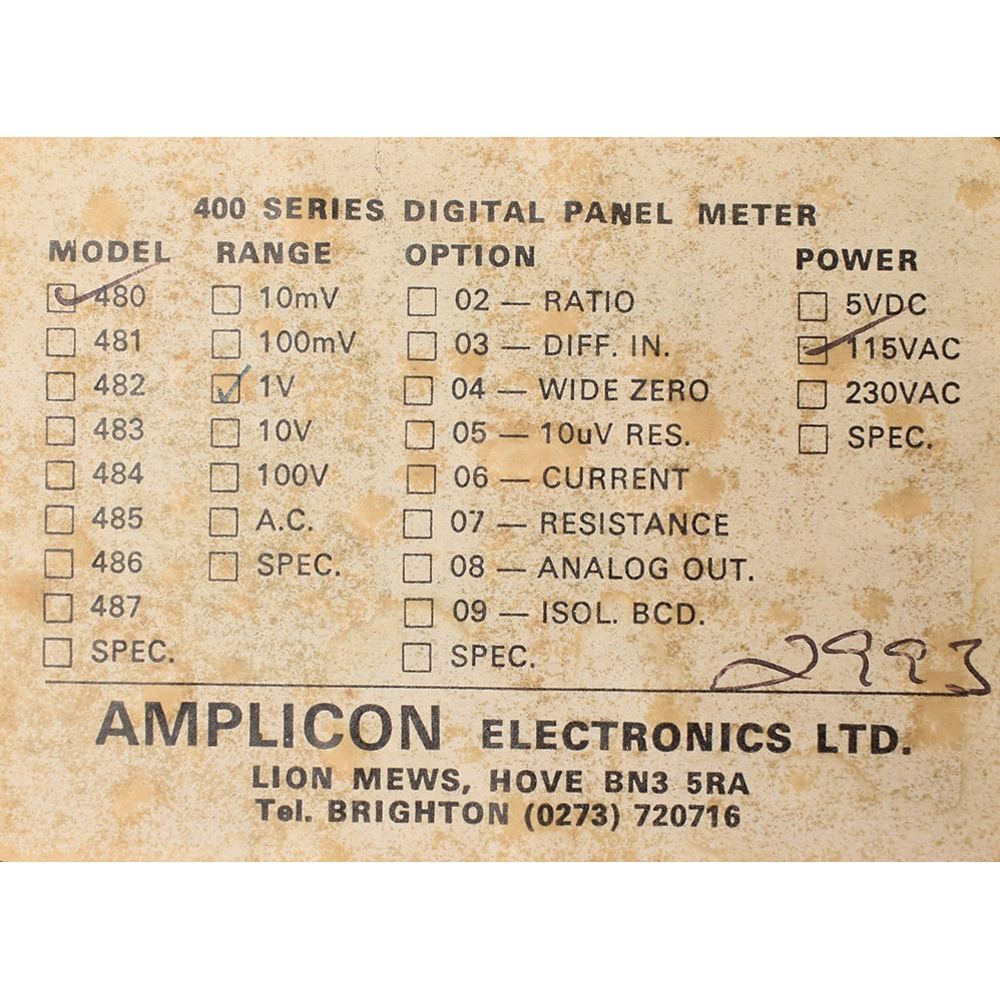 400 SERIES DIGITAL PANEL METER
MODEL RANGE OPTION POWER
☑ 480 ☐ 10mV ☐ 02 — RATIO ☐ 5VDC
☐ 481 ☐ 100mV ☐ 03 — DIFF. IN. ☑ 115VAC
☐ 482 ☑ 1V ☐ 04 — WIDE ZERO ☐ 230VAC
☐ 483 ☐ 10V ☐ 05 — 10uV RES. ☐ SPEC.
☐ 484 ☐ 100V ☐ 06 — CURRENT
☐ 485 ☐ A.C. ☐ 07 — RESISTANCE
☐ 486 ☐ SPEC. ☐ 08 — ANALOG OUT.
☐ 487 ☐ 09 — ISOL. BCD.
☐ SPEC. ☐ SPEC. 2993
AMPLICON ELECTRONICS LTD.
LION MEWS, HOVE BN3 5RA
Tel. BRIGHTON (0273) 720716